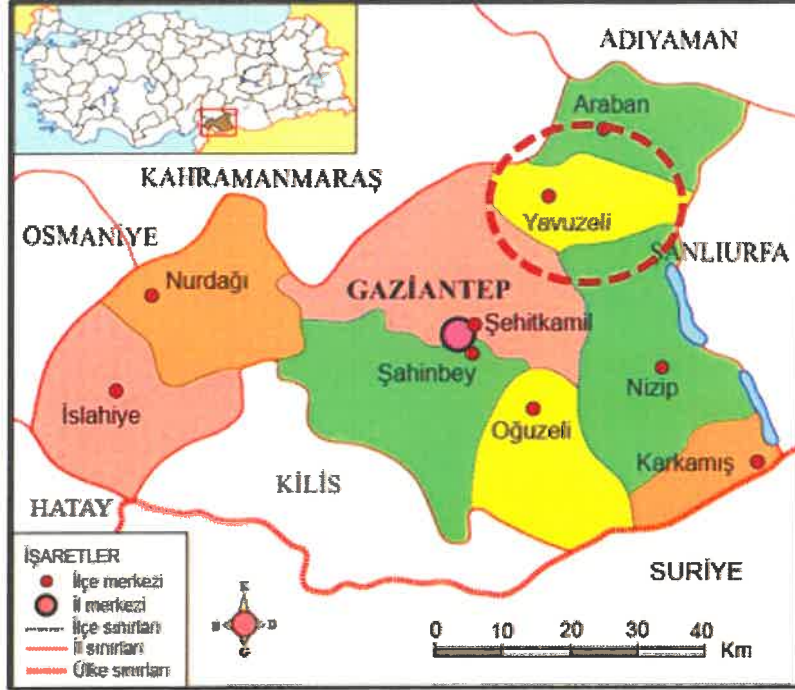 ADIYAMAN
Araban
KAHRAMANMARAŞ
Yavuzeli
OSMANİYE
ŞANLIURFA
Nurdağı
GAZİANTEP
Şehitkamil
Şahinbey
Nizip
İslahiye
Oğuzeli
Karkamış
KİLİS
HATAY
SURİYE
İŞARETLER
İlçe merkezi
İl merkezi
İlçe sınırları
İl sınırları
Ülke sınırları
K
B D
G
0 10 20 30 40
Km